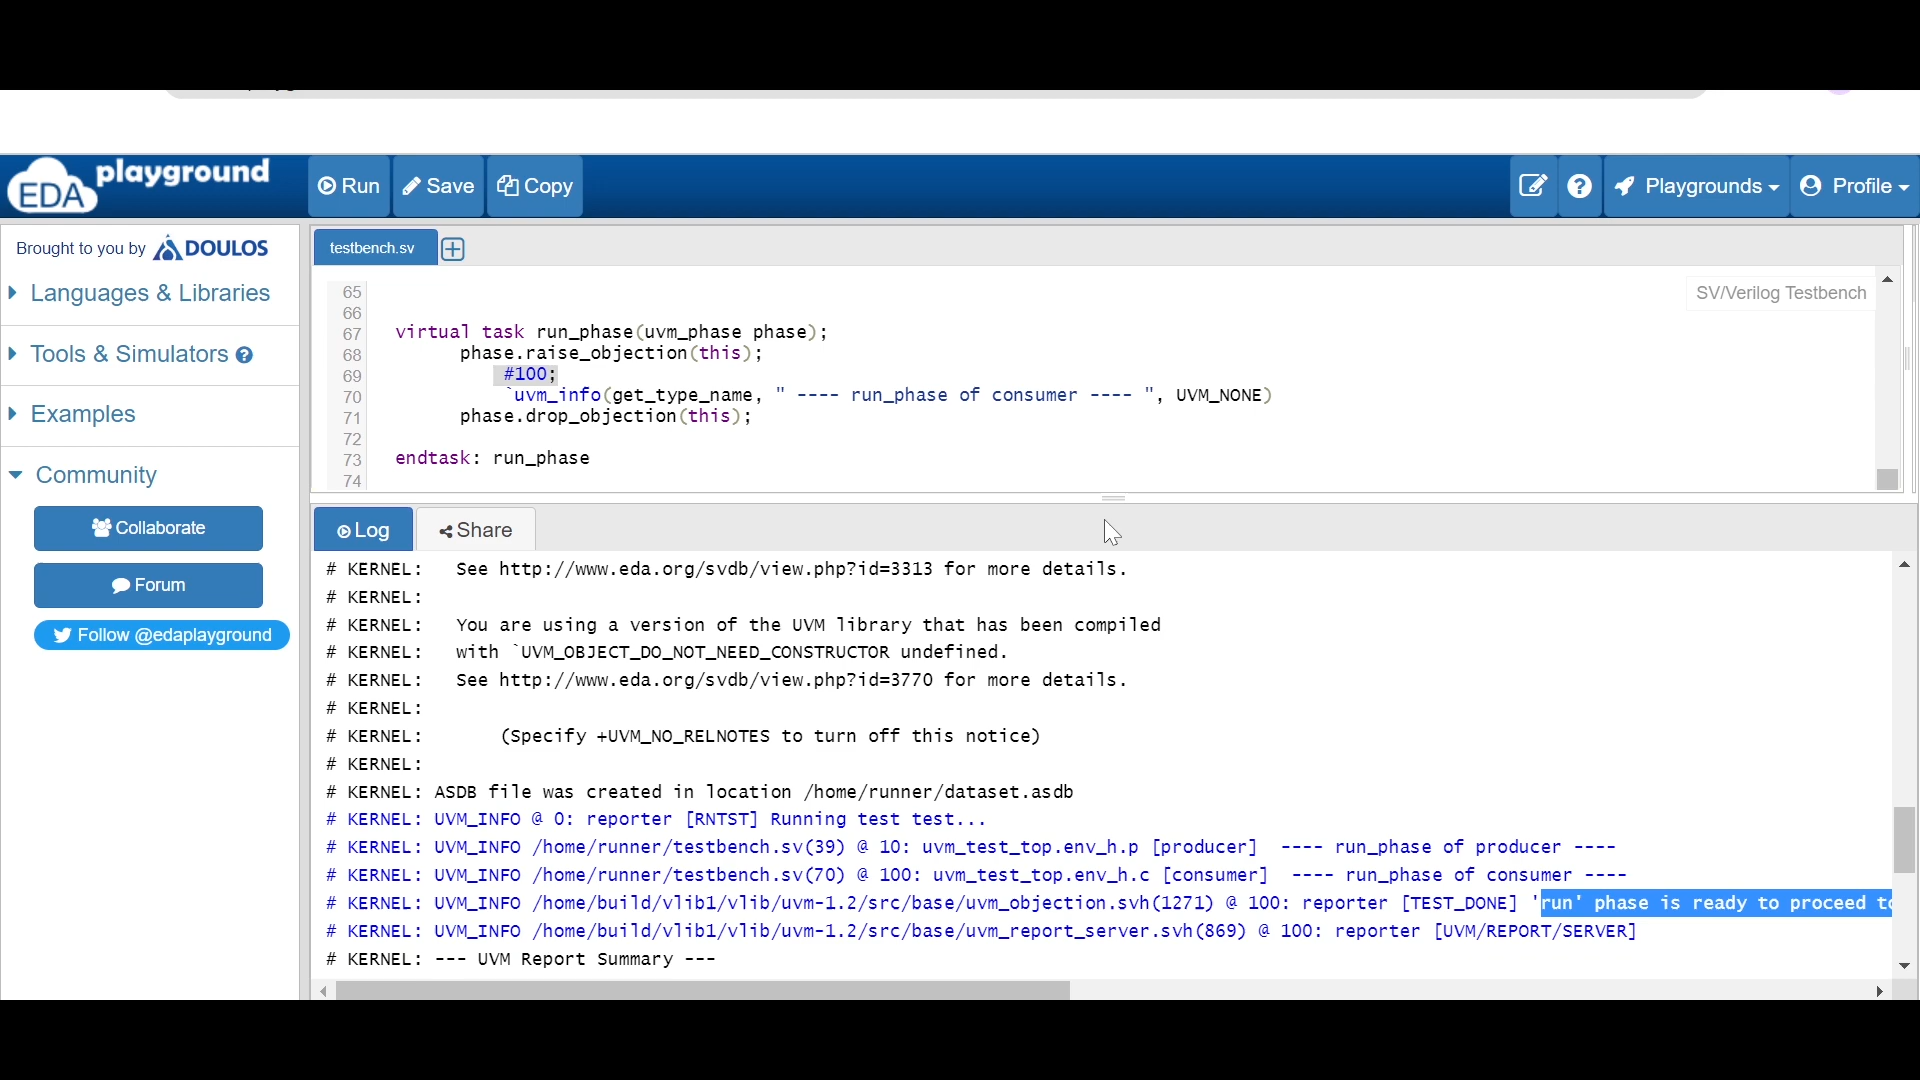 EDA playground
Run
Save
Copy
?
Playgrounds
Profile
Brought to you by DOULOS
Languages & Libraries
Tools & Simulators ?
Examples
Community
Collaborate
Forum
Follow @edaplayground
testbench.sv
SV/Verilog Testbench
65
66
67 virtual task run_phase(uvm_phase phase);
68 phase.raise_objection(this);
69 #100;
70 `uvm_info(get_type_name, " ---- run_phase of consumer ---- ", UVM_NONE)
71 phase.drop_objection(this);
72
73 endtask: run_phase
74
Log
Share
# KERNEL: See http://www.eda.org/svdb/view.php?id=3313 for more details.
# KERNEL:
# KERNEL: You are using a version of the UVM library that has been compiled
# KERNEL: with `UVM_OBJECT_DO_NOT_NEED_CONSTRUCTOR undefined.
# KERNEL: See http://www.eda.org/svdb/view.php?id=3770 for more details.
# KERNEL:
# KERNEL: (Specify +UVM_NO_RELNOTES to turn off this notice)
# KERNEL:
# KERNEL: ASDB file was created in location /home/runner/dataset.asdb
# KERNEL: UVM_INFO @ 0: reporter [RNTST] Running test test...
# KERNEL: UVM_INFO /home/runner/testbench.sv(39) @ 10: uvm_test_top.env_h.p [producer] ---- run_phase of producer ----
# KERNEL: UVM_INFO /home/runner/testbench.sv(70) @ 100: uvm_test_top.env_h.c [consumer] ---- run_phase of consumer ----
# KERNEL: UVM_INFO /home/build/vlib1/vlib/uvm-1.2/src/base/uvm_objection.svh(1271) @ 100: reporter [TEST_DONE] 'run' phase is ready to proceed to
# KERNEL: UVM_INFO /home/build/vlib1/vlib/uvm-1.2/src/base/uvm_report_server.svh(869) @ 100: reporter [UVM/REPORT/SERVER]
# KERNEL: --- UVM Report Summary ---